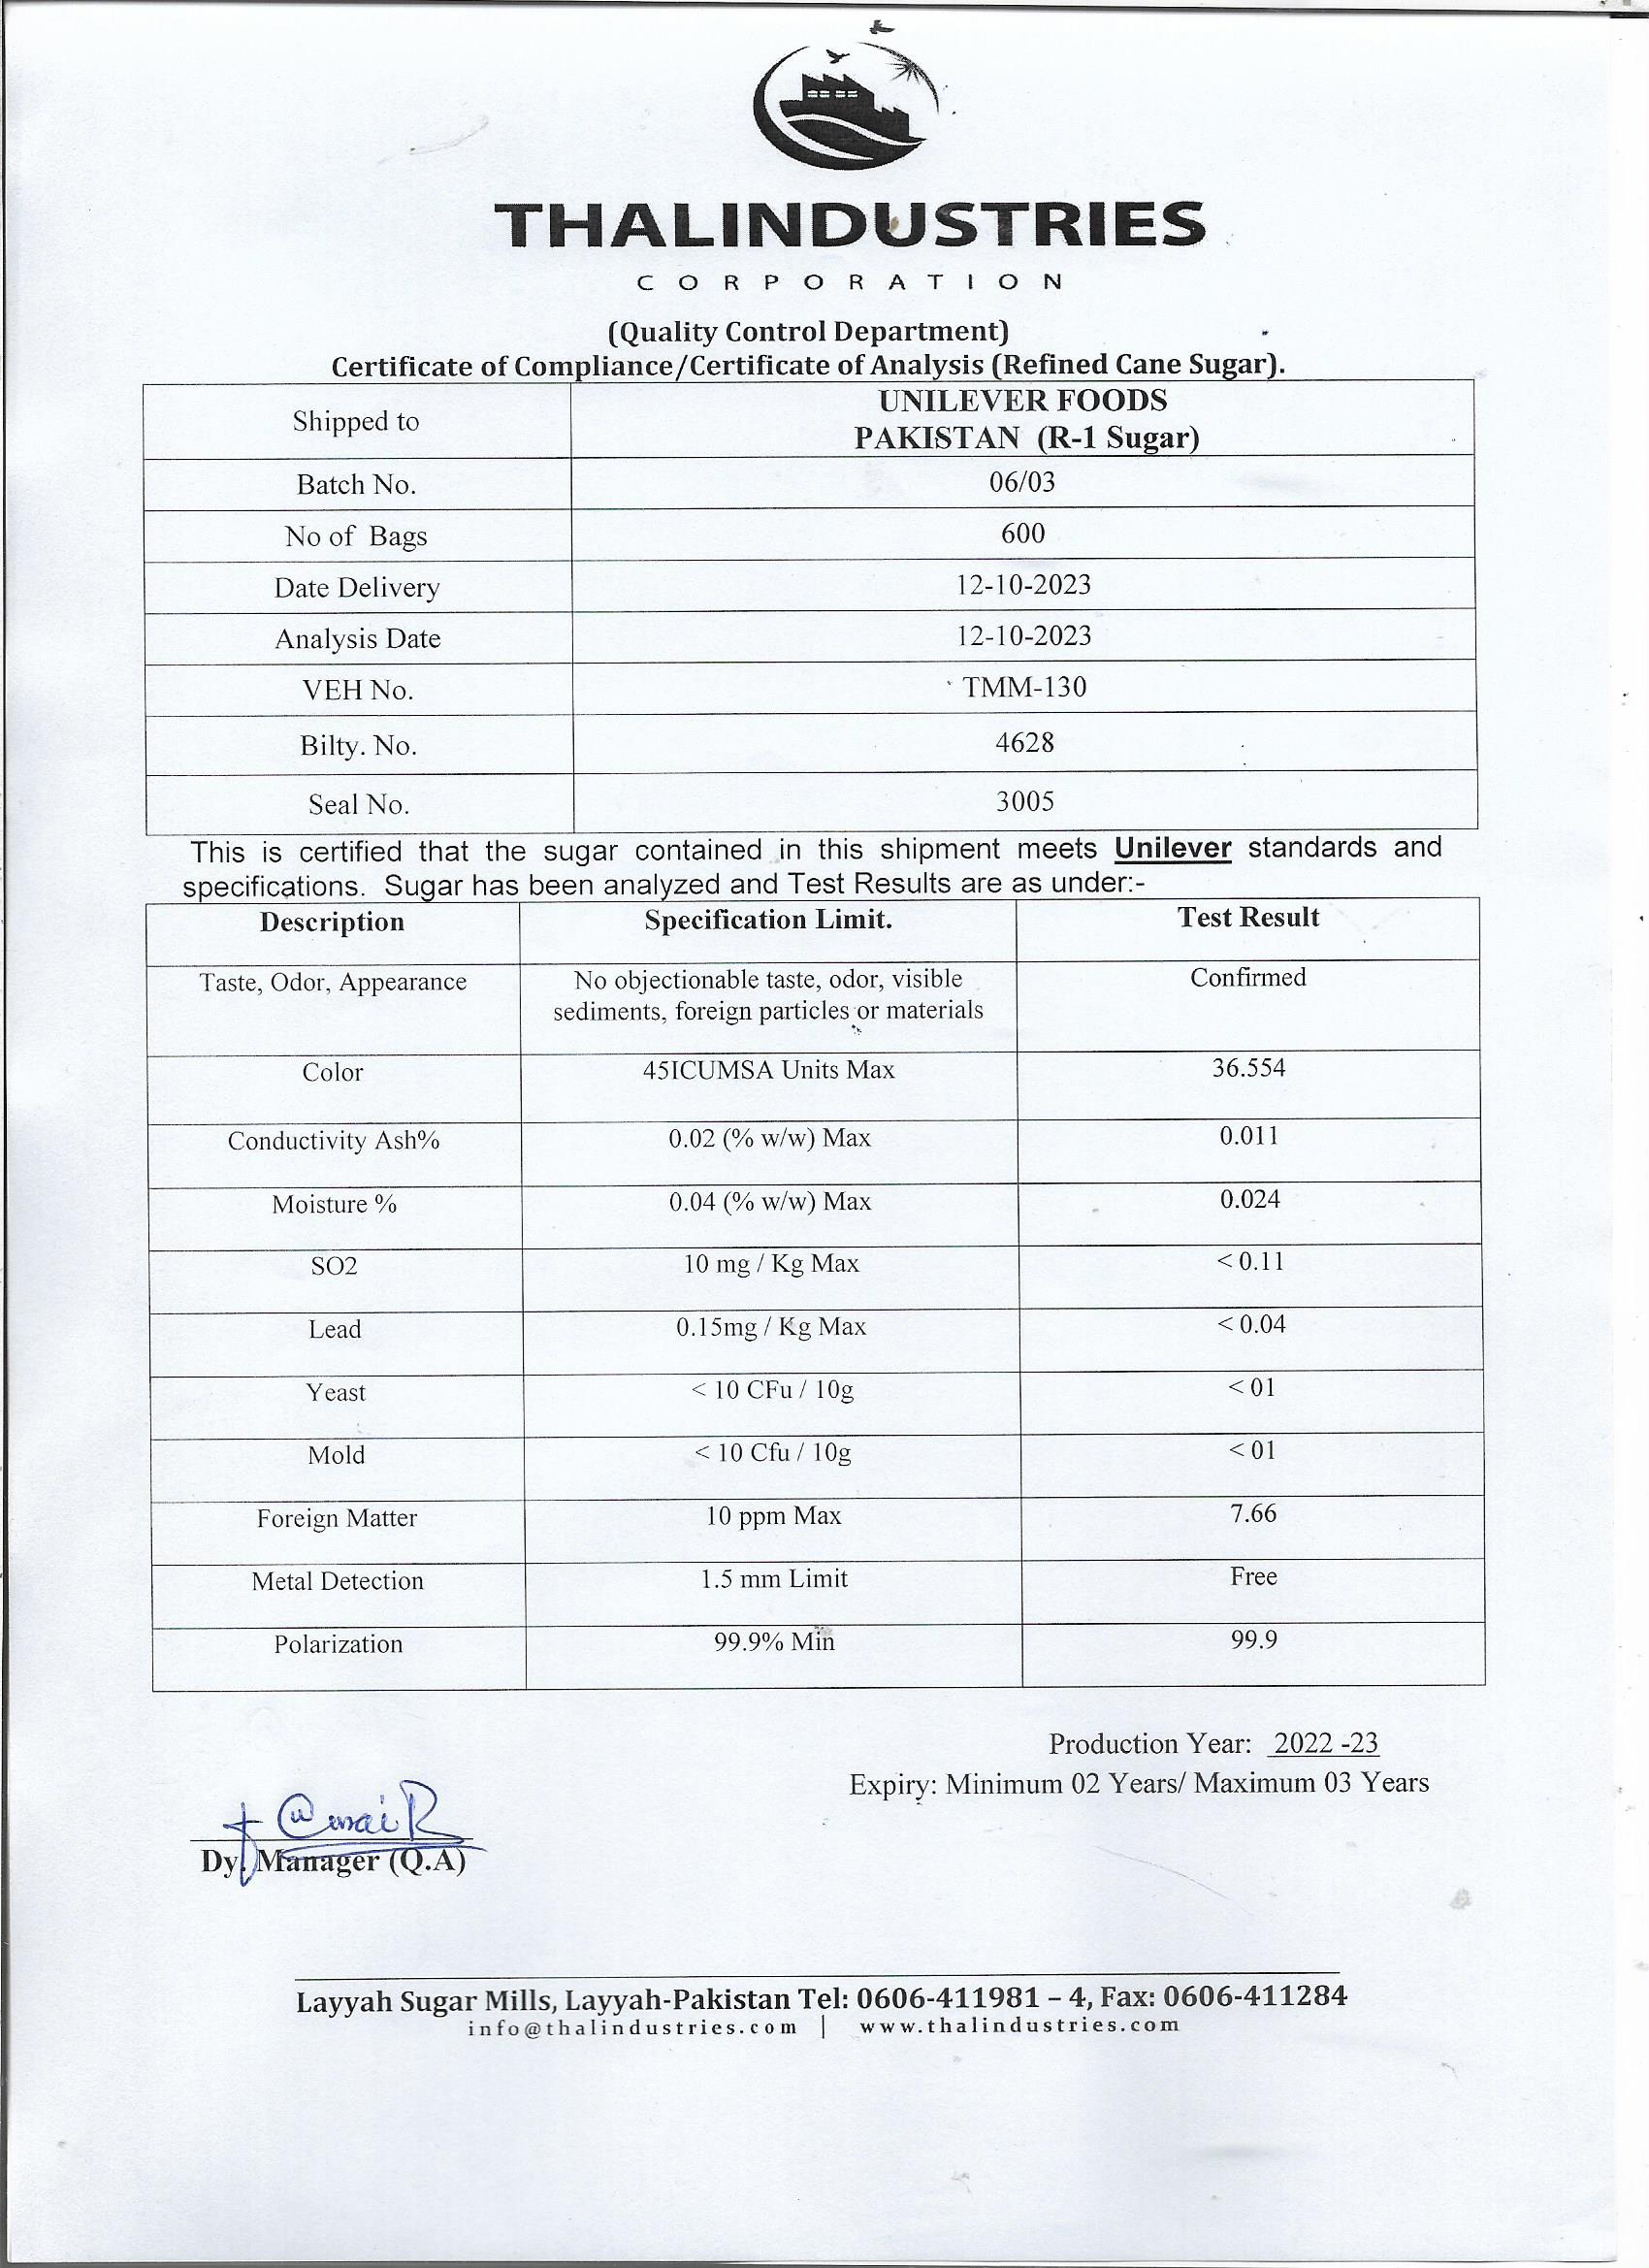 THALINDUSTRIES
CORPORATION
(Quality Control Department)
Certificate of Compliance/Certificate of Analysis (Refined Cane Sugar).
Shipped to UNILEVER FOODS
PAKISTAN (R-1 Sugar)
Batch No. 06/03
No of Bags 600
Date Delivery 12-10-2023
Analysis Date 12-10-2023
VEH No. TMM-130
Bilty. No. 4628
Seal No. 3005
This is certified that the sugar contained in this shipment meets Unilever standards and
specifications. Sugar has been analyzed and Test Results are as under:-
Description Specification Limit. Test Result
Taste, Odor, Appearance No objectionable taste, odor, visible Confirmed
sediments, foreign particles or materials
Color 45ICUMSA Units Max 36.554
Conductivity Ash% 0.02 (% w/w) Max 0.011
Moisture % 0.04 (% w/w) Max 0.024
SO2 10 mg / Kg Max < 0.11
Lead 0.15mg / Kg Max < 0.04
Yeast < 10 CFu / 10g < 01
Mold < 10 Cfu / 10g < 01
Foreign Matter 10 ppm Max 7.66
Metal Detection 1.5 mm Limit Free
Polarization 99.9% Min 99.9
Production Year: 2022 -23
Expiry: Minimum 02 Years/ Maximum 03 Years
Dy. Manager (Q.A)
Layyah Sugar Mills, Layyah-Pakistan Tel: 0606-411981 – 4, Fax: 0606-411284
info@thalindustries.com | www.thalindustries.com